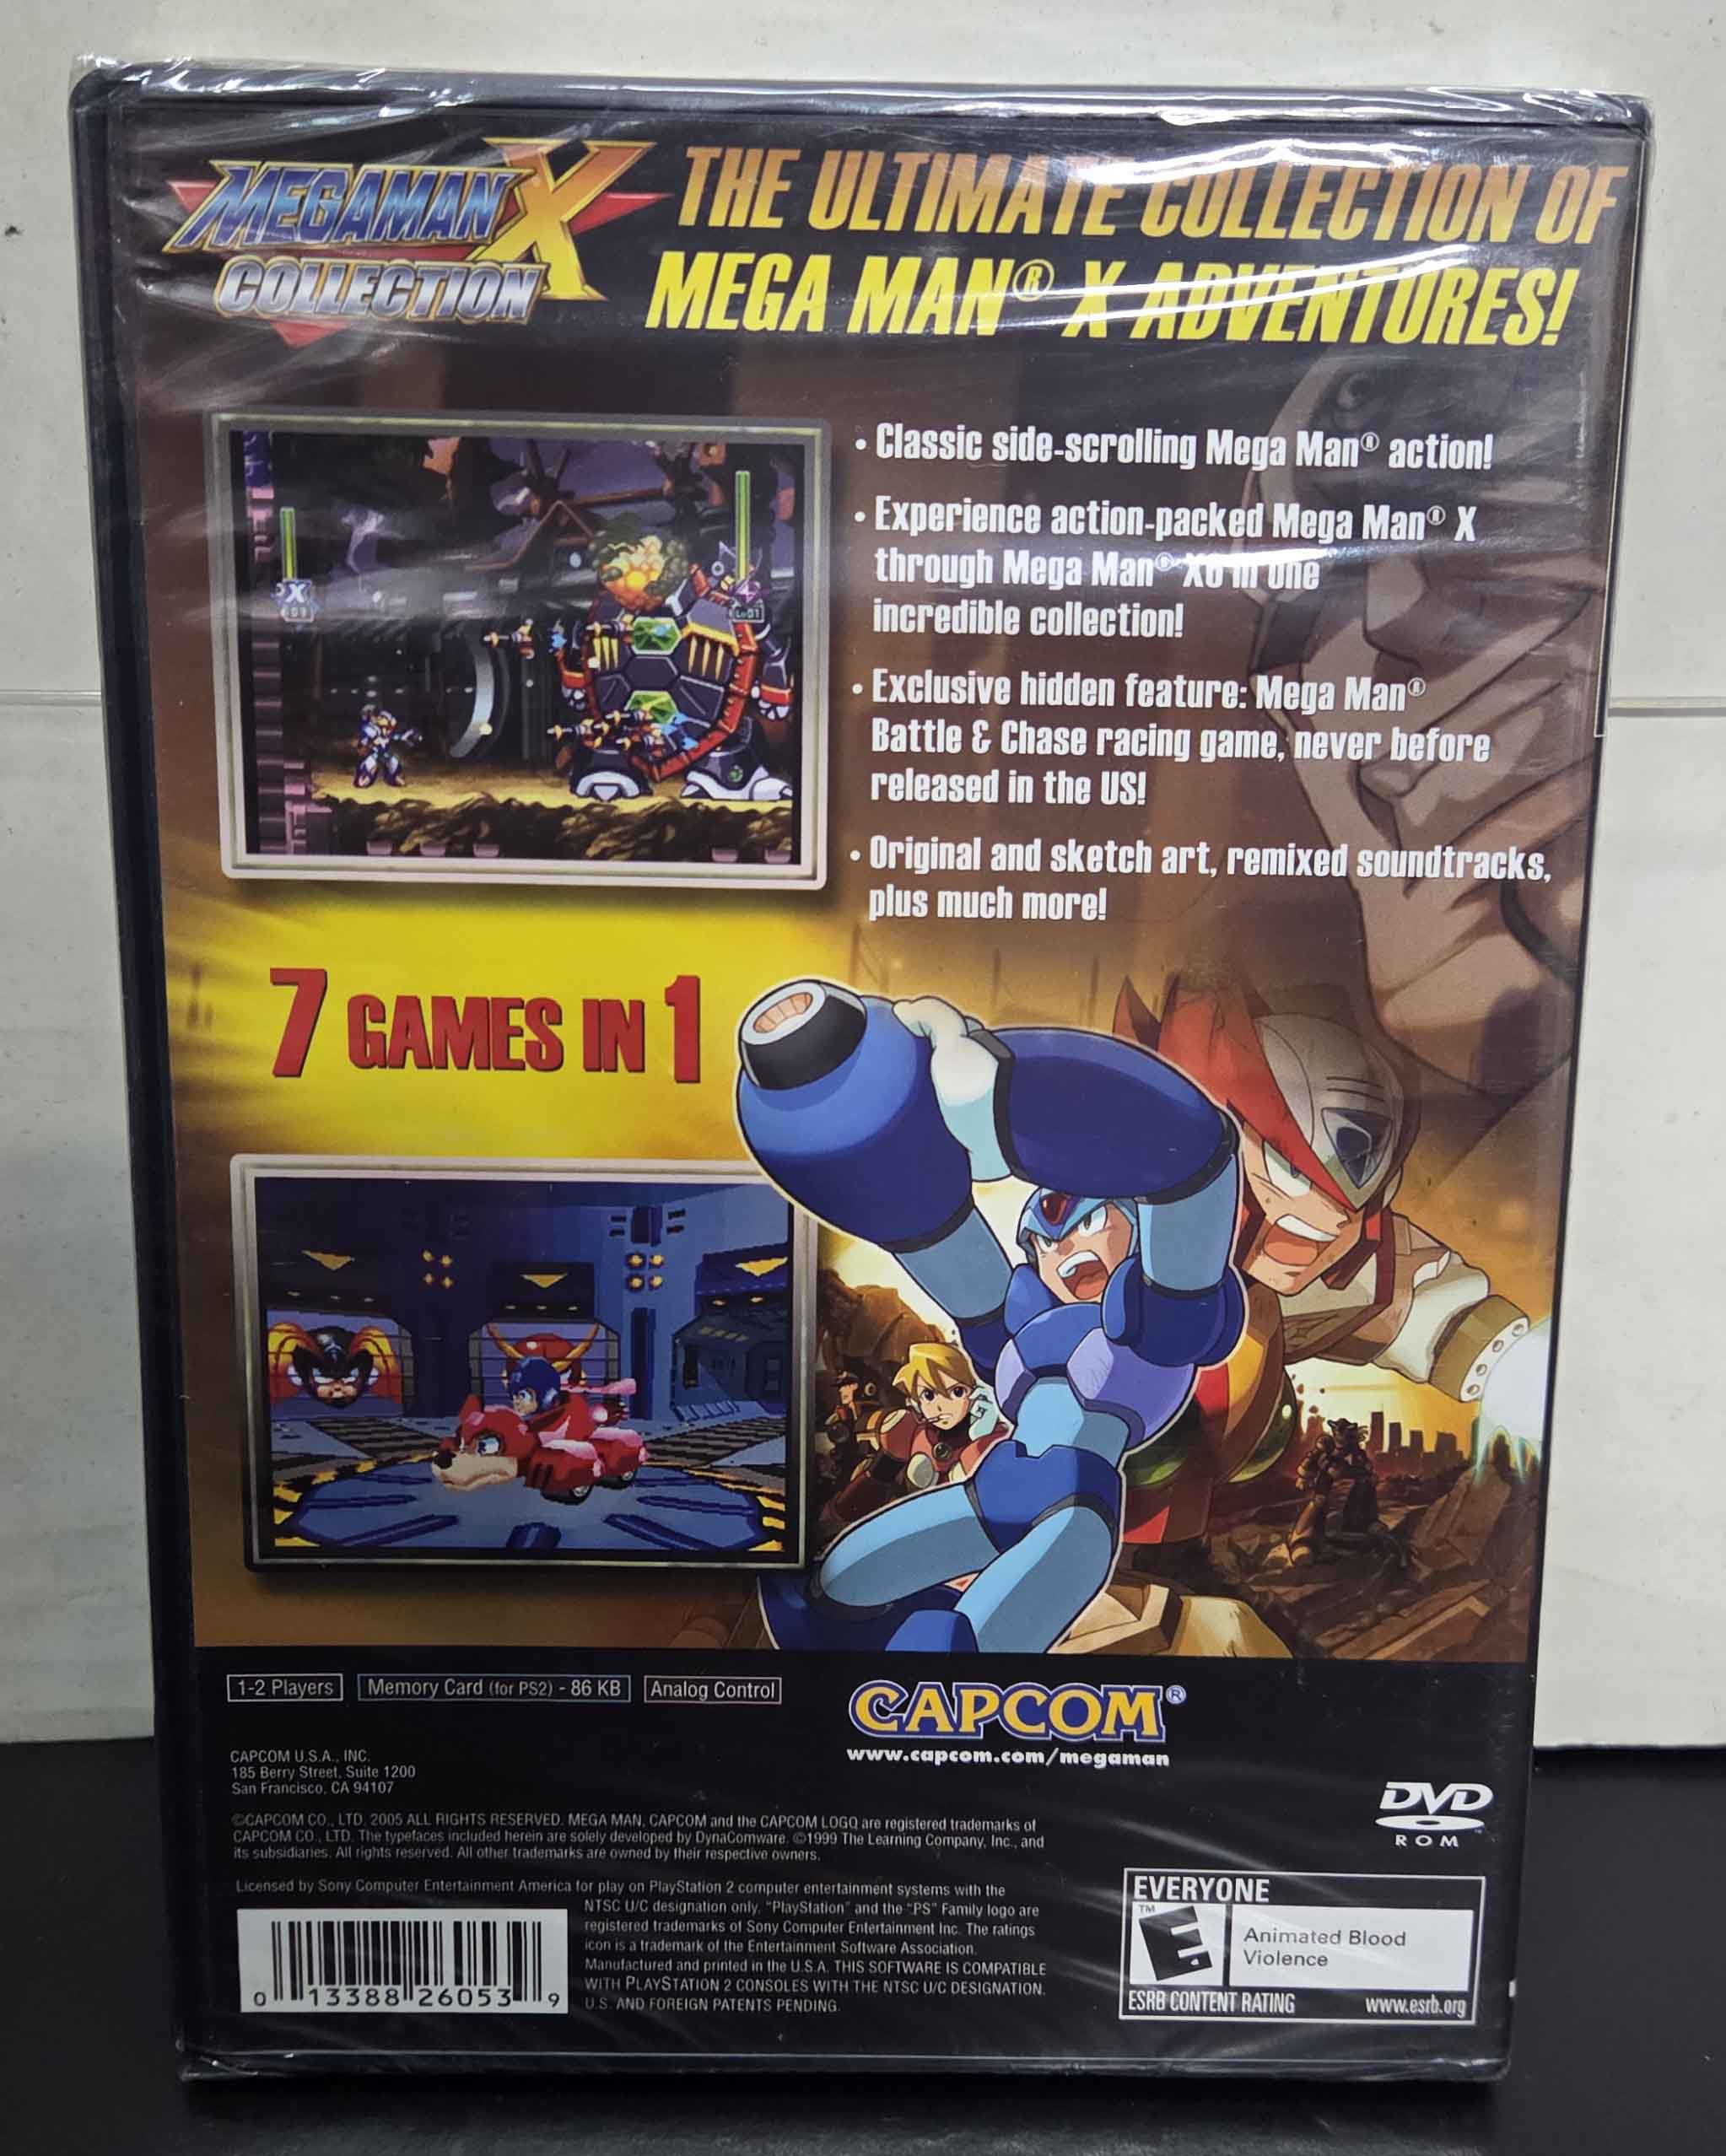 MEGAMAN X
COLLECTION
THE ULTIMATE COLLECTION OF
MEGA MAN® X ADVENTURES!
• Classic side-scrolling Mega Man® action!
• Experience action-packed Mega Man® X
through Mega Man® X6 in one
incredible collection!
• Exclusive hidden feature: Mega Man®
Battle & Chase racing game, never before
released in the US!
• Original and sketch art, remixed soundtracks,
plus much more!
X
7 GAMES IN 1
1-2 Players
Memory Card (for PS2) - 86 KB
Analog Control
CAPCOM®
www.capcom.com/megaman
CAPCOM U.S.A., INC.
185 Berry Street, Suite 1200
San Francisco, CA 94107
©CAPCOM CO., LTD. 2005 ALL RIGHTS RESERVED. MEGA MAN, CAPCOM and the CAPCOM LOGO are registered trademarks of
CAPCOM CO., LTD. The typefaces included herein are solely developed by DynaComware. ©1999 The Learning Company, Inc., and
its subsidiaries. All rights reserved. All other trademarks are owned by their respective owners.
Licensed by Sony Computer Entertainment America for play on PlayStation 2 computer entertainment systems with the
NTSC U/C designation only. "PlayStation" and the "PS" Family logo are
registered trademarks of Sony Computer Entertainment Inc. The ratings
icon is a trademark of the Entertainment Software Association.
Manufactured and printed in the U.S.A. THIS SOFTWARE IS COMPATIBLE
WITH PLAYSTATION 2 CONSOLES WITH THE NTSC U/C DESIGNATION.
U.S. AND FOREIGN PATENTS PENDING.
0 13388 26053 9
DVD
ROM
EVERYONE
E
TM
Animated Blood
Violence
ESRB CONTENT RATING www.esrb.org